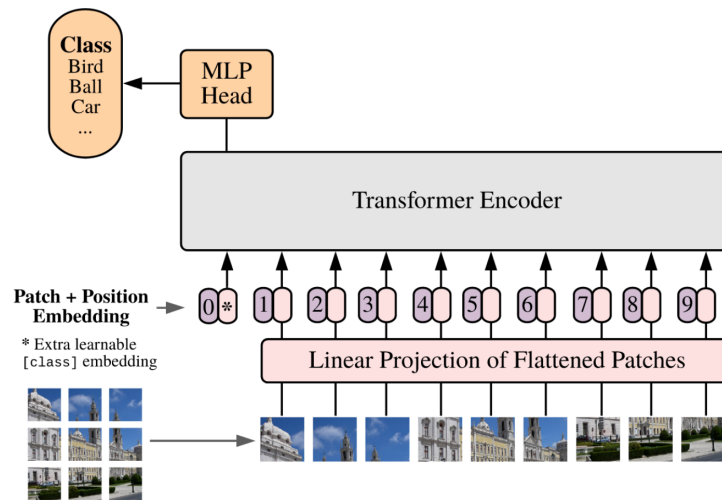 Class
Bird
Ball
Car
...
MLP
Head
Transformer Encoder
Patch + Position
Embedding
0 * 1 2 3 4 5 6 7 8 9
* Extra learnable
[class] embedding
Linear Projection of Flattened Patches